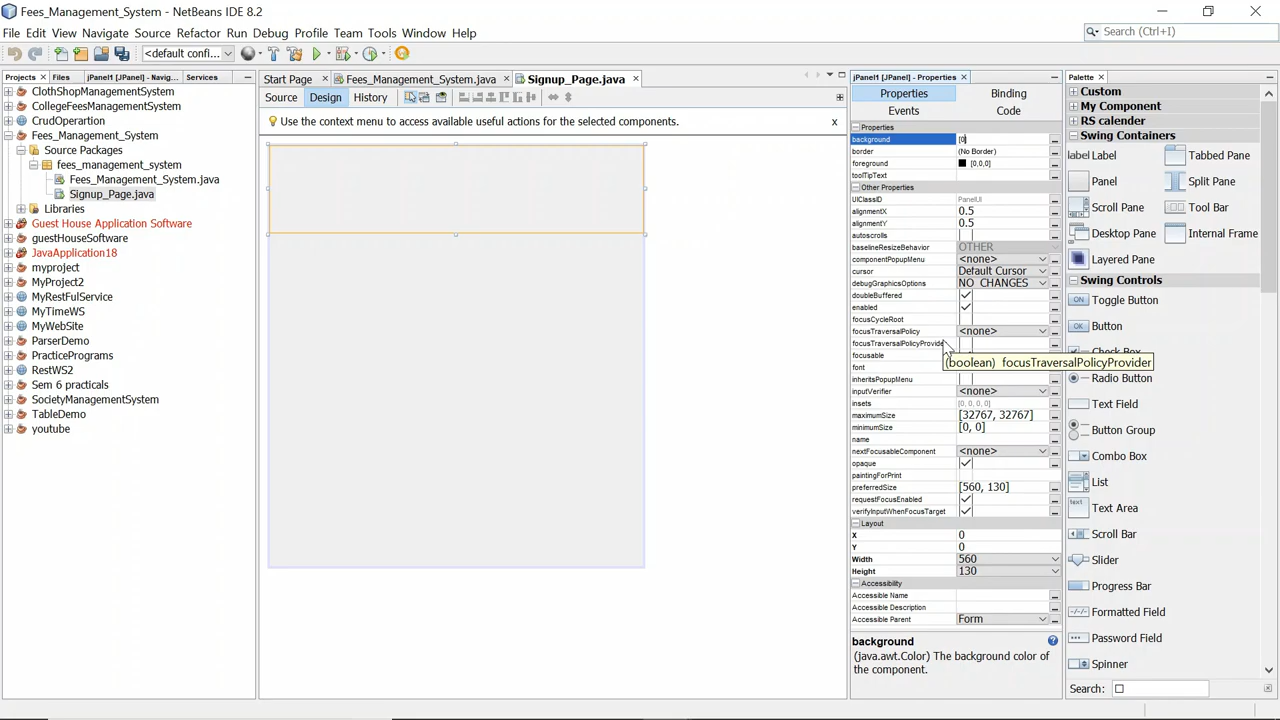 Fees_Management_System - NetBeans IDE 8.2
File Edit View Navigate Source Refactor Run Debug Profile Team Tools Window Help
Search (Ctrl+I)
<default confi...
Projects Files jPanel1 [JPanel] - Navig... Services
ClothShopManagementSystem
CollegeFeesManagementSystem
CrudOperartion
Fees_Management_System
Source Packages
fees_management_system
Fees_Management_System.java
Signup_Page.java
Libraries
Guest House Application Software
guestHouseSoftware
JavaApplication18
myproject
MyProject2
MyRestFulService
MyTimeWS
MyWebSite
ParserDemo
PracticePrograms
RestWS2
Sem 6 practicals
SocietyManagementSystem
TableDemo
youtube
Start Page Fees_Management_System.java Signup_Page.java
Source Design History
Use the context menu to access available useful actions for the selected components. x
jPanel1 [JPanel] - Properties
Properties Binding
Events Code
Properties
background [0
border (No Border)
foreground [0,0,0]
toolTipText
Other Properties
UIClassID PanelUI
alignmentX 0.5
alignmentY 0.5
autoscrolls
baselineResizeBehavior OTHER
componentPopupMenu <none>
cursor Default Cursor
debugGraphicsOptions NO_CHANGES
doubleBuffered
enabled
focusCycleRoot
focusTraversalPolicy <none>
focusTraversalPolicyProvide
(boolean) focusTraversalPolicyProvider
focusable
font
inheritsPopupMenu
inputVerifier <none>
insets [0, 0, 0, 0]
maximumSize [32767, 32767]
minimumSize [0, 0]
name
nextFocusableComponent <none>
opaque
paintingForPrint
preferredSize [560, 130]
requestFocusEnabled
verifyInputWhenFocusTarget
Layout
X 0
Y 0
Width 560
Height 130
Accessibility
Accessible Name
Accessible Description
Accessible Parent Form
background
(java.awt.Color) The background color of
the component.
Palette
Custom
My Component
RS calender
Swing Containers
label Label Tabbed Pane
Panel Split Pane
Scroll Pane Tool Bar
Desktop Pane Internal Frame
Layered Pane
Swing Controls
ON Toggle Button
OK Button
Check Box
Radio Button
Text Field
Button Group
Combo Box
List
text Text Area
Scroll Bar
Slider
Progress Bar
Formatted Field
Password Field
Spinner
Search: